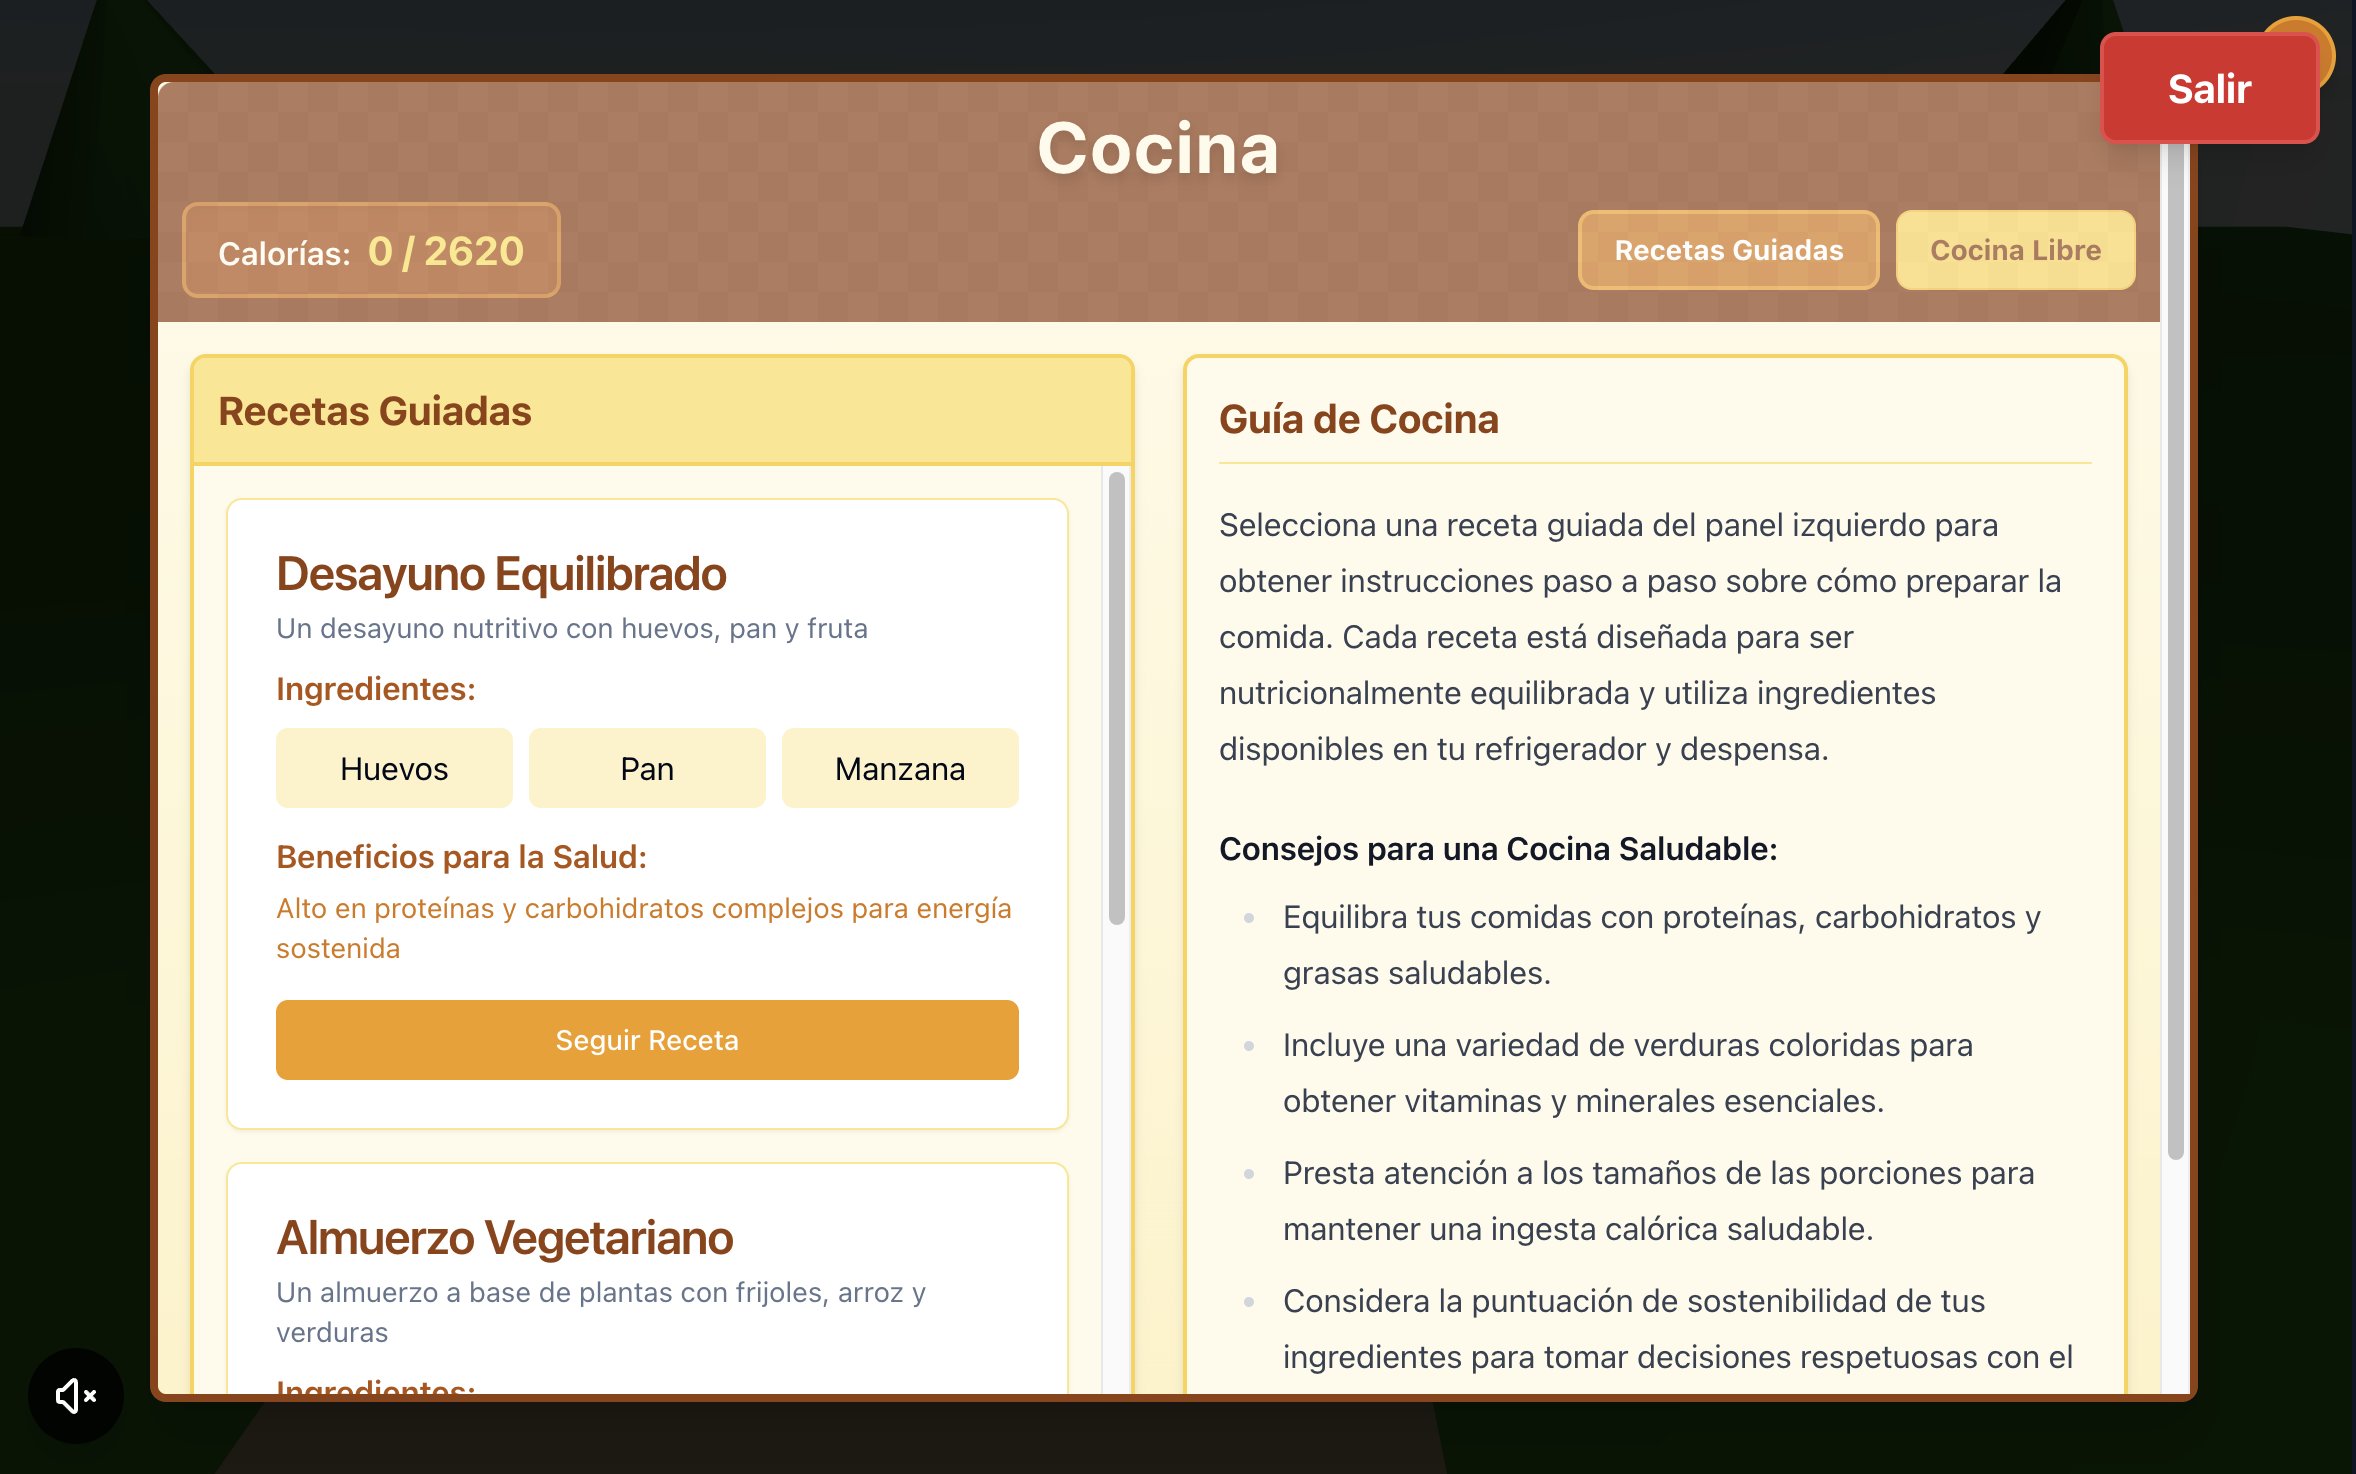 Salir
Cocina
Calorías: 0 / 2620
Recetas Guiadas
Cocina Libre
Recetas Guiadas
Desayuno Equilibrado
Un desayuno nutritivo con huevos, pan y fruta
Ingredientes:
Huevos
Pan
Manzana
Beneficios para la Salud:
Alto en proteínas y carbohidratos complejos para energía
sostenida
Seguir Receta
Almuerzo Vegetariano
Un almuerzo a base de plantas con frijoles, arroz y
verduras
Ingredientes:
Guía de Cocina
Selecciona una receta guiada del panel izquierdo para
obtener instrucciones paso a paso sobre cómo preparar la
comida. Cada receta está diseñada para ser
nutricionalmente equilibrada y utiliza ingredientes
disponibles en tu refrigerador y despensa.
Consejos para una Cocina Saludable:
Equilibra tus comidas con proteínas, carbohidratos y
grasas saludables.
Incluye una variedad de verduras coloridas para
obtener vitaminas y minerales esenciales.
Presta atención a los tamaños de las porciones para
mantener una ingesta calórica saludable.
Considera la puntuación de sostenibilidad de tus
ingredientes para tomar decisiones respetuosas con el